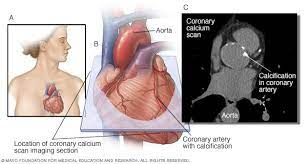 A
B
Aorta
C
Coronary
calcium
scan
Calcification
in coronary
artery
Aorta
Location of coronary calcium
scan imaging section
Coronary artery
with calcification
© MAYO FOUNDATION FOR MEDICAL EDUCATION AND RESEARCH. ALL RIGHTS RESERVED.